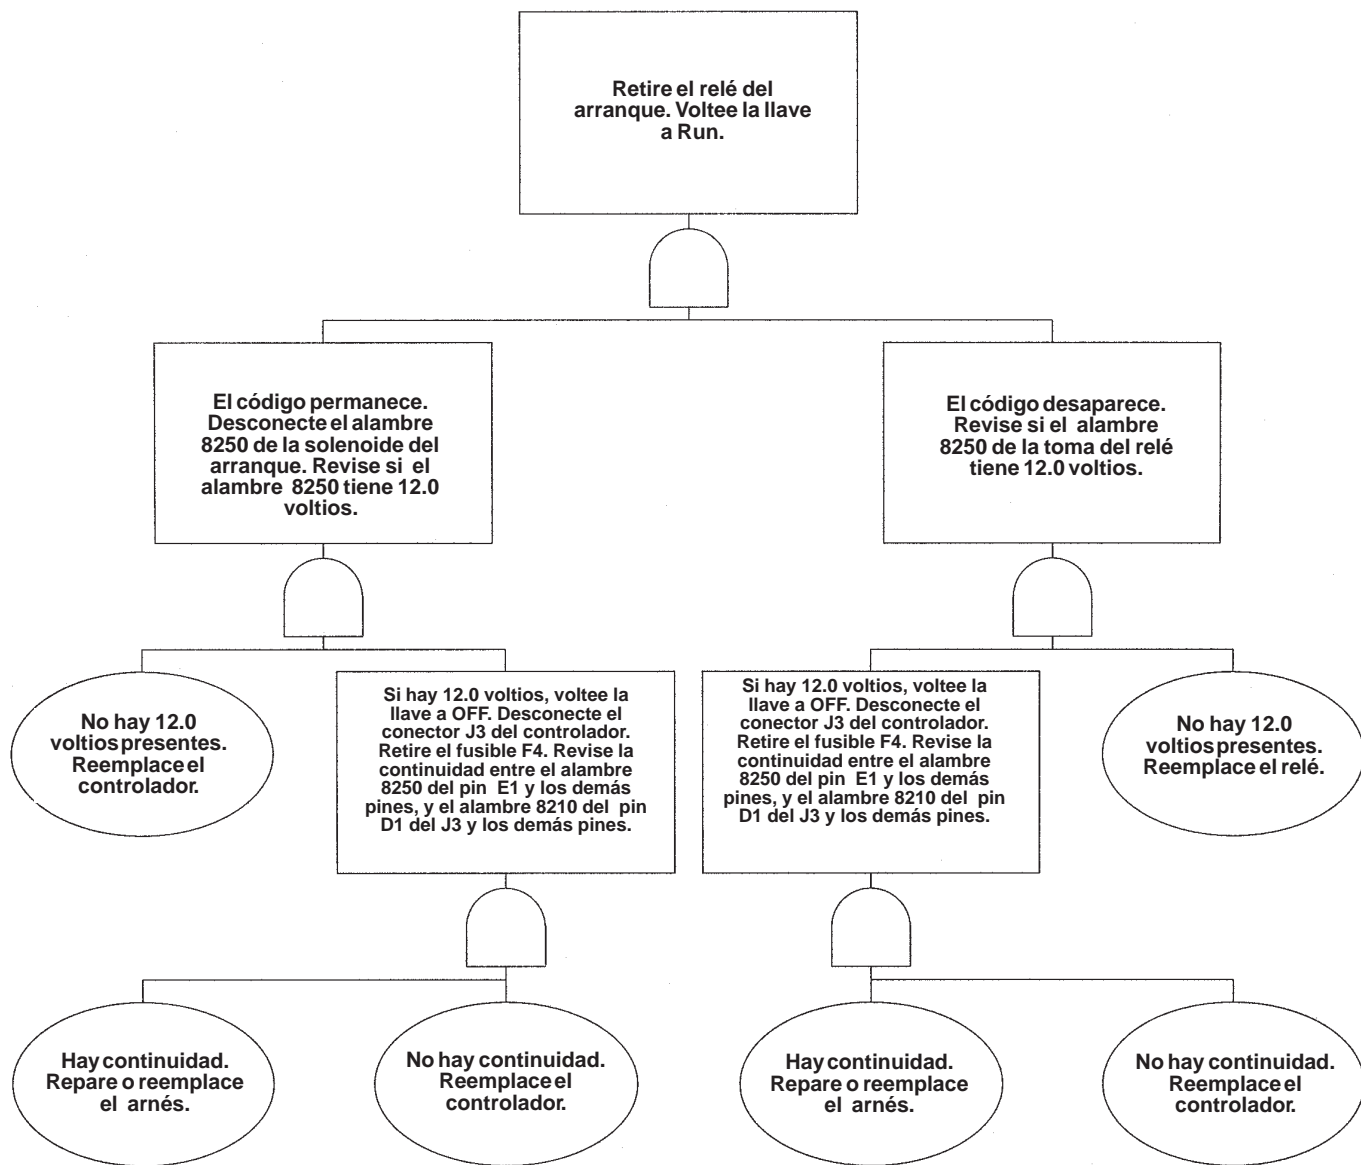 Retire el relé del
arranque. Voltee la llave
a Run.
El código permanece.
Desconecte el alambre
8250 de la solenoide del
arranque. Revise si el
alambre 8250 tiene 12.0
voltios.
El código desaparece.
Revise si el alambre
8250 de la toma del relé
tiene 12.0 voltios.
No hay 12.0
voltios presentes.
Reemplace el
controlador.
Si hay 12.0 voltios, voltee la
llave a OFF. Desconecte el
conector J3 del controlador.
Retire el fusible F4. Revise la
continuidad entre el alambre
8250 del pin E1 y los demás
pines, y el alambre 8210 del pin
D1 del J3 y los demás pines.
Si hay 12.0 voltios, voltee la
llave a OFF. Desconecte el
conector J3 del controlador.
Retire el fusible F4. Revise la
continuidad entre el alambre
8250 del pin E1 y los demás
pines, y el alambre 8210 del pin
D1 del J3 y los demás pines.
No hay 12.0
voltios presentes.
Reemplace el relé.
Hay continuidad.
Repare o reemplace
el arnés.
No hay continuidad.
Reemplace el
controlador.
Hay continuidad.
Repare o reemplace
el arnés.
No hay continuidad.
Reemplace el
controlador.